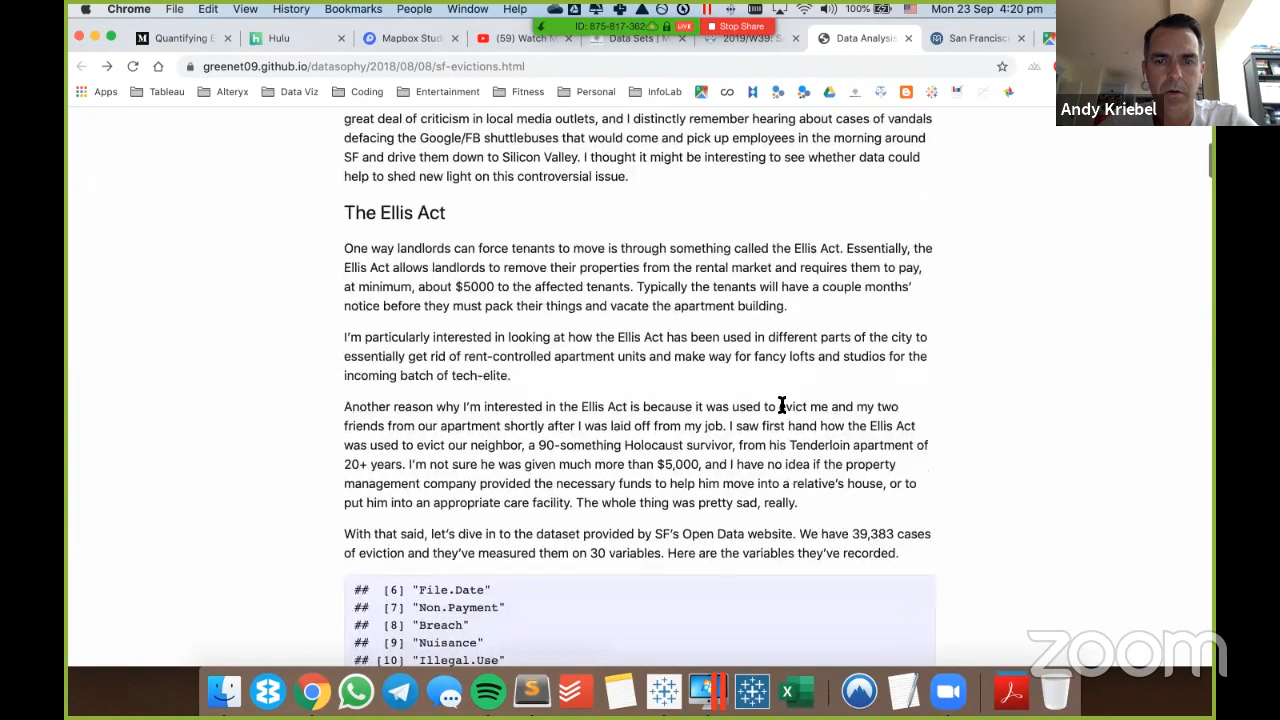 Chrome File Edit View History Bookmarks People Window Help 100% Mon 23 Sep 4:20 pm
ID: 875-817-362 LIVE Stop Share
Quantifying E Hulu Mapbox Stud (59) Watch M Data Sets | M 2019/W39: S Data Analysis San Francisco
greenet09.github.io/datasophy/2018/08/08/sf-evictions.html
Andy Kriebel
Apps Tableau Alteryx Data Viz Coding Entertainment Fitness Personal InfoLab
great deal of criticism in local media outlets, and I distinctly remember hearing about cases of vandals
defacing the Google/FB shuttlebuses that would come and pick up employees in the morning around
SF and drive them down to Silicon Valley. I thought it might be interesting to see whether data could
help to shed new light on this controversial issue.
The Ellis Act
One way landlords can force tenants to move is through something called the Ellis Act. Essentially, the
Ellis Act allows landlords to remove their properties from the rental market and requires them to pay,
at minimum, about $5000 to the affected tenants. Typically the tenants will have a couple months’
notice before they must pack their things and vacate the apartment building.
I’m particularly interested in looking at how the Ellis Act has been used in different parts of the city to
essentially get rid of rent-controlled apartment units and make way for fancy lofts and studios for the
incoming batch of tech-elite.
Another reason why I’m interested in the Ellis Act is because it was used to evict me and my two
friends from our apartment shortly after I was laid off from my job. I saw first hand how the Ellis Act
was used to evict our neighbor, a 90-something Holocaust survivor, from his Tenderloin apartment of
20+ years. I’m not sure he was given much more than $5,000, and I have no idea if the property
management company provided the necessary funds to help him move into a relative’s house, or to
put him into an appropriate care facility. The whole thing was pretty sad, really.
With that said, let’s dive in to the dataset provided by SF’s Open Data website. We have 39,383 cases
of eviction and they’ve measured them on 30 variables. Here are the variables they’ve recorded.
## [6] "File.Date"
## [7] "Non.Payment"
## [8] "Breach"
## [9] "Nuisance"
## [10] "Illegal.Use"
zoom